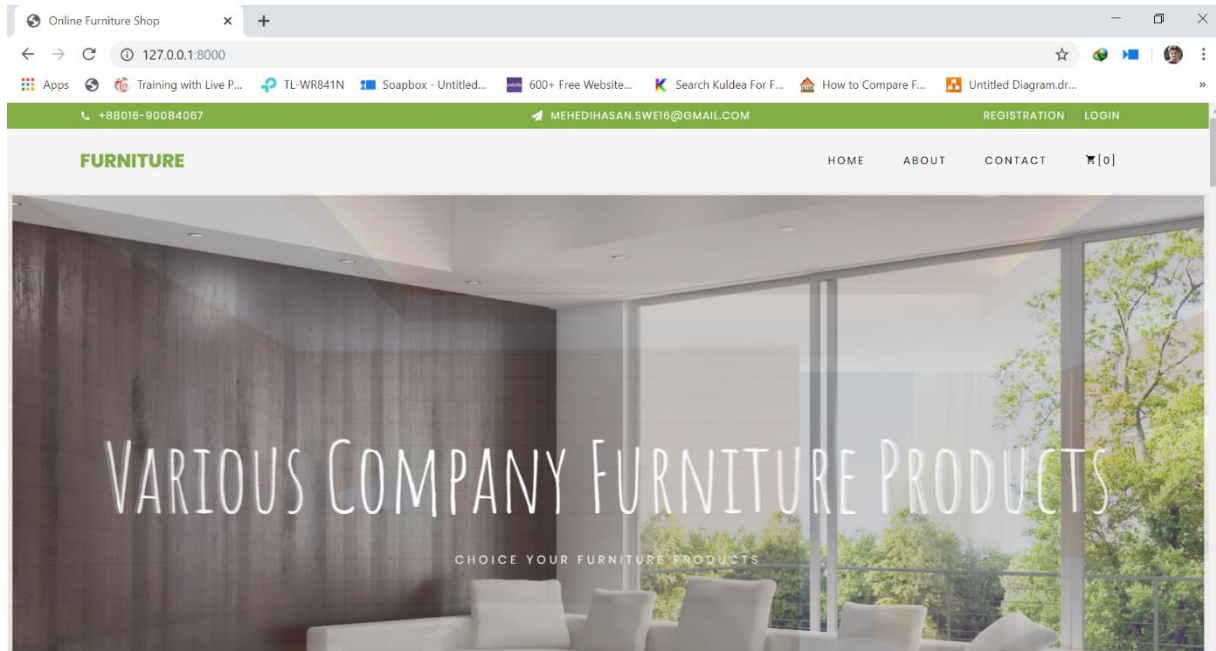 Online Furniture Shop
127.0.0.1:8000
Apps Training with Live P... TL-WR841N Soapbox - Untitled... 600+ Free Website... Search Kuldea For F... How to Compare F... Untitled Diagram.dr... »
+88016-90084067 MEHEDIHASAN.SWE16@GMAIL.COM REGISTRATION - LOGIN
FURNITURE HOME ABOUT CONTACT [0]
VARIOUS COMPANY FURNITURE PRODUCTS
CHOICE YOUR FURNITURE PRODUCTS